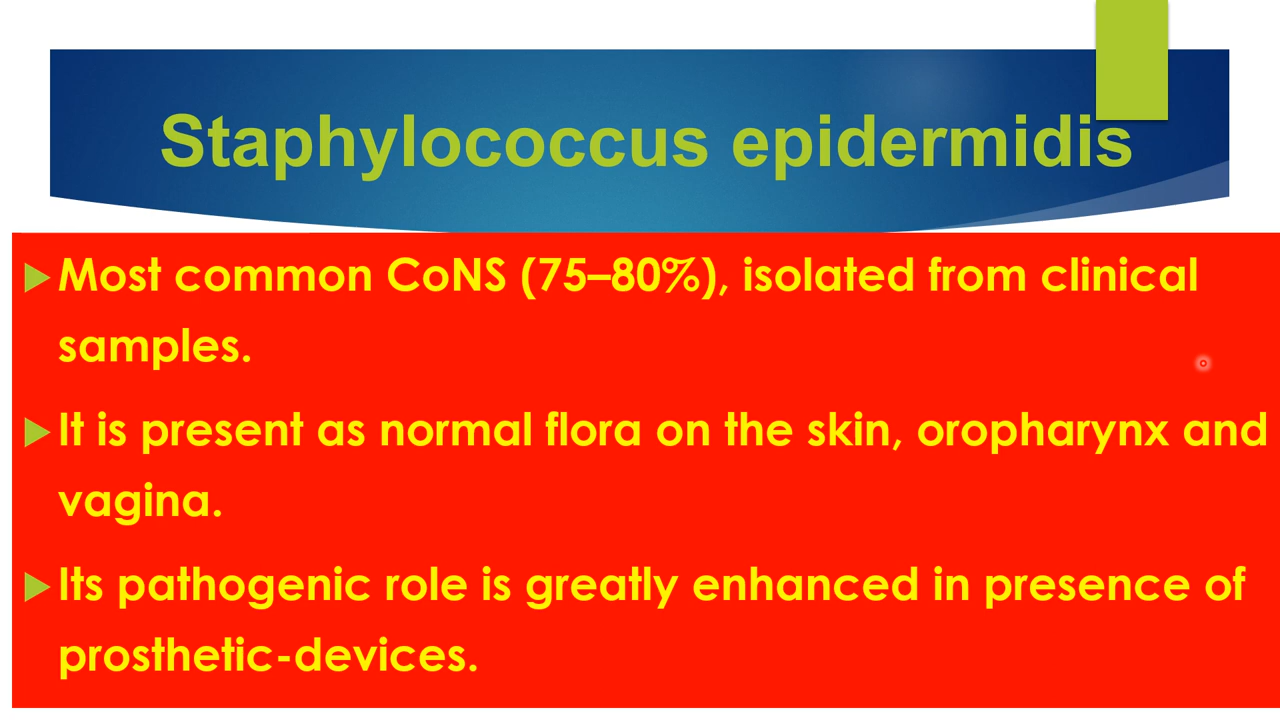 Staphylococcus epidermidis
Most common CoNS (75–80%), isolated from clinical
samples.
It is present as normal flora on the skin, oropharynx and
vagina.
Its pathogenic role is greatly enhanced in presence of
prosthetic-devices.